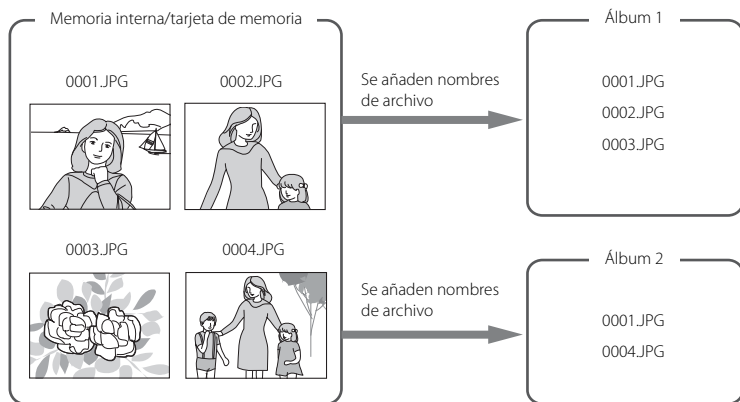 Memoria interna/tarjeta de memoria
0001.JPG
0002.JPG
0003.JPG
0004.JPG
Se añaden nombres
de archivo
Álbum 1
0001.JPG
0002.JPG
0003.JPG
Se añaden nombres
de archivo
Álbum 2
0001.JPG
0004.JPG